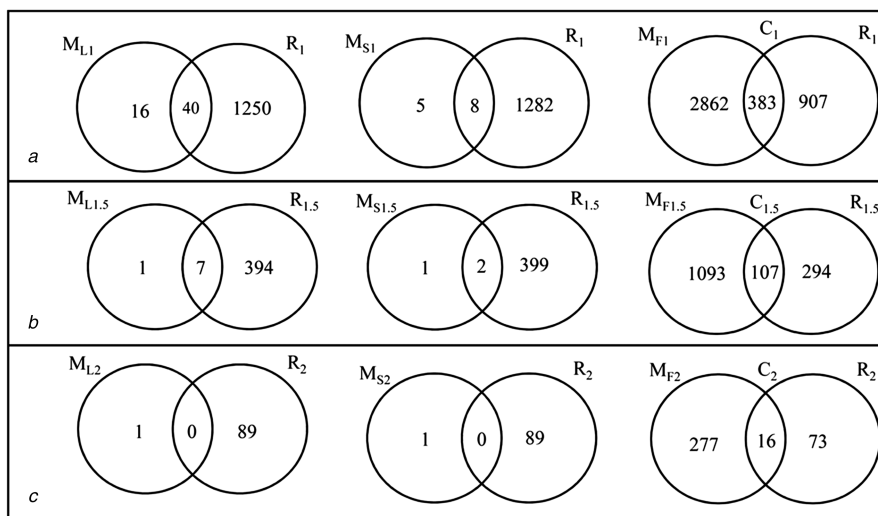 M_L1 R_1 M_S1 R_1 M_F1 C_1 R_1
16 40 1250 5 8 1282 2862 383 907
a
M_L1.5 R_1.5 M_S1.5 R_1.5 M_F1.5 C_1.5 R_1.5
1 7 394 1 2 399 1093 107 294
b
M_L2 R_2 M_S2 R_2 M_F2 C_2 R_2
1 0 89 1 0 89 277 16 73
c